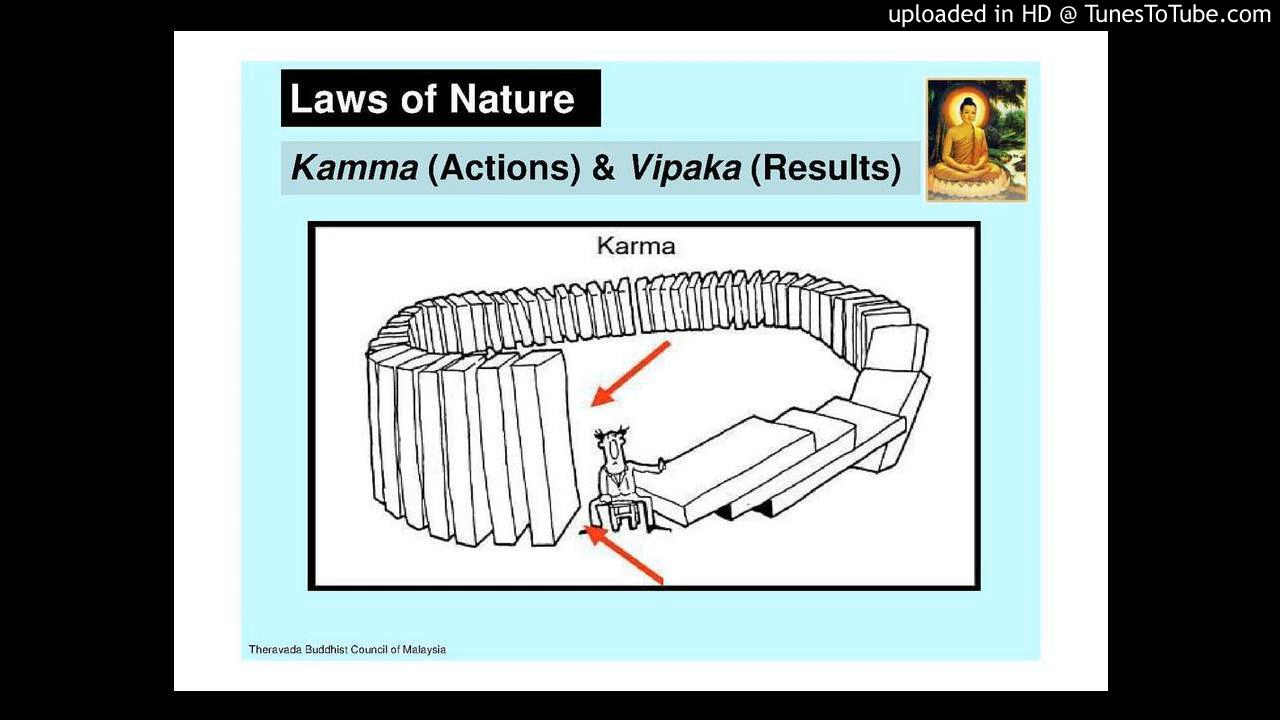 uploaded in HD @ TunesToTube.com
Laws of Nature
Kamma (Actions) & Vipaka (Results)
Karma
Theravada Buddhist Council of Malaysia